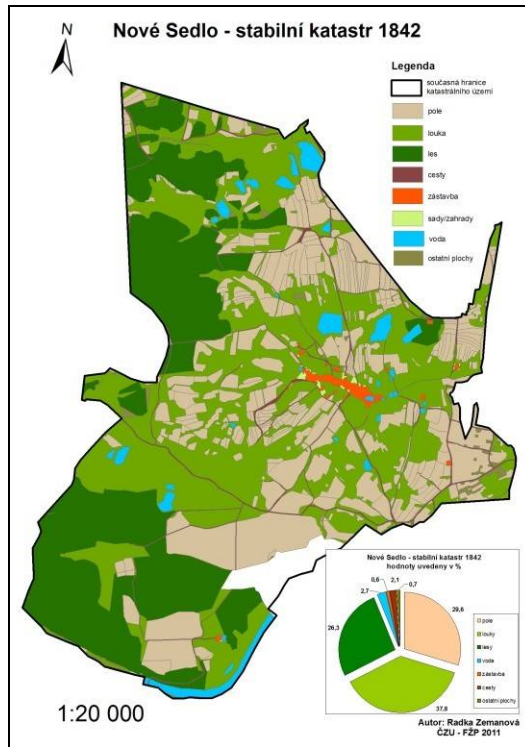 Nové Sedlo - stabilní katastr 1842
N
Legenda
současná hranice
katastrálního území
pole
louka
les
cesty
zástavba
sady/zahrady
voda
ostatní plochy
Nové Sedlo - stabilní katastr 1842
hodnoty uvedeny v %
0,6
2,1
0,7
2,7
29,6
26,3
37,8
pole
louky
lesy
voda
zástavba
cesty
ostatní plochy
1:20 000
Autor: Radka Zemanová
ČZU - FŽP 2011